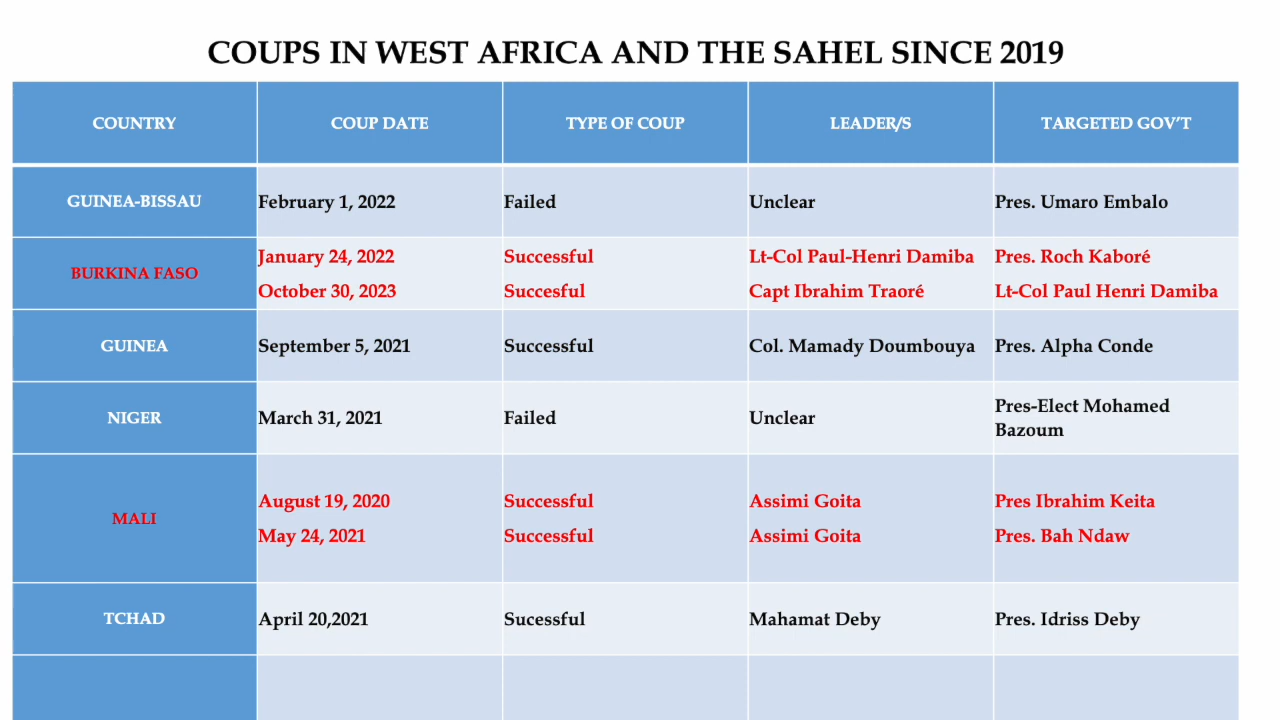 COUPS IN WEST AFRICA AND THE SAHEL SINCE 2019
COUNTRY COUP DATE TYPE OF COUP LEADER/S TARGETED GOV'T
GUINEA-BISSAU February 1, 2022 Failed Unclear Pres. Umaro Embalo
BURKINA FASO
January 24, 2022 Successful Lt-Col Paul-Henri Damiba Pres. Roch Kaboré
October 30, 2023 Succesful Capt Ibrahim Traoré Lt-Col Paul Henri Damiba
GUINEA September 5, 2021 Successful Col. Mamady Doumbouya Pres. Alpha Conde
NIGER March 31, 2021 Failed Unclear Pres-Elect Mohamed
Bazoum
MALI
August 19, 2020 Successful Assimi Goita Pres Ibrahim Keita
May 24, 2021 Successful Assimi Goita Pres. Bah Ndaw
TCHAD April 20,2021 Sucessful Mahamat Deby Pres. Idriss Deby